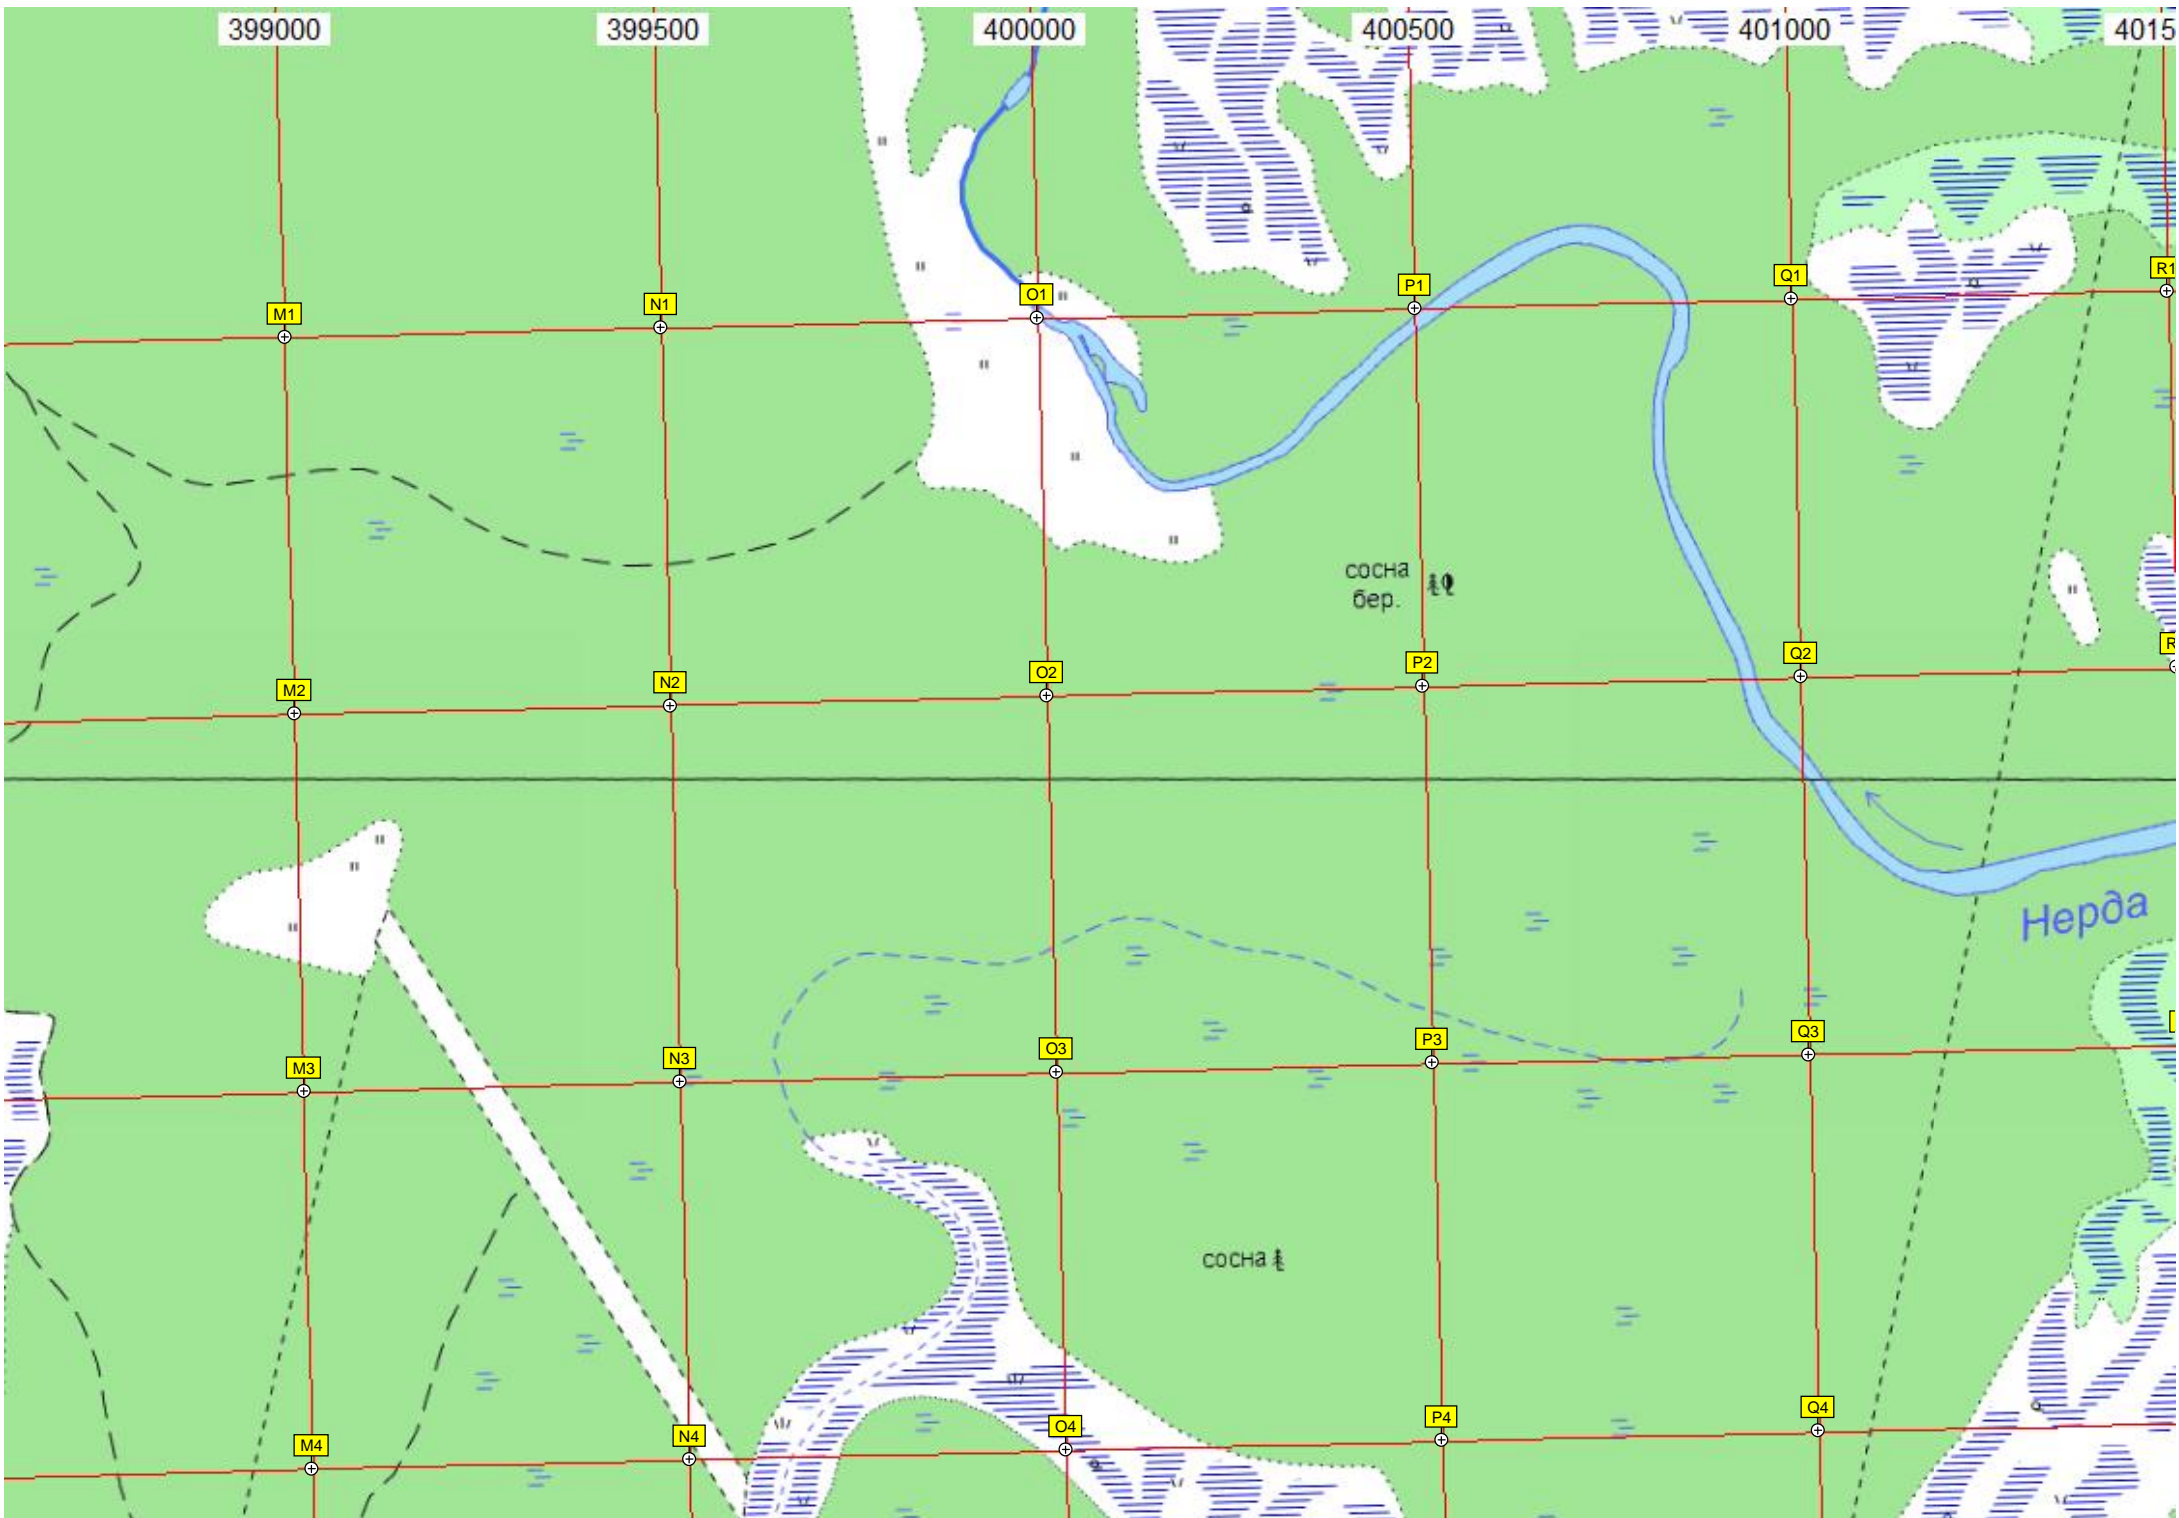 399000 399500 400000 400500 401000 4015
M1 N1 O1 P1 Q1 R1
сосна
бер.
M2 N2 O2 P2 Q2 R
Нерда
M3 N3 O3 P3 Q3
сосна
M4 N4 O4 P4 Q4